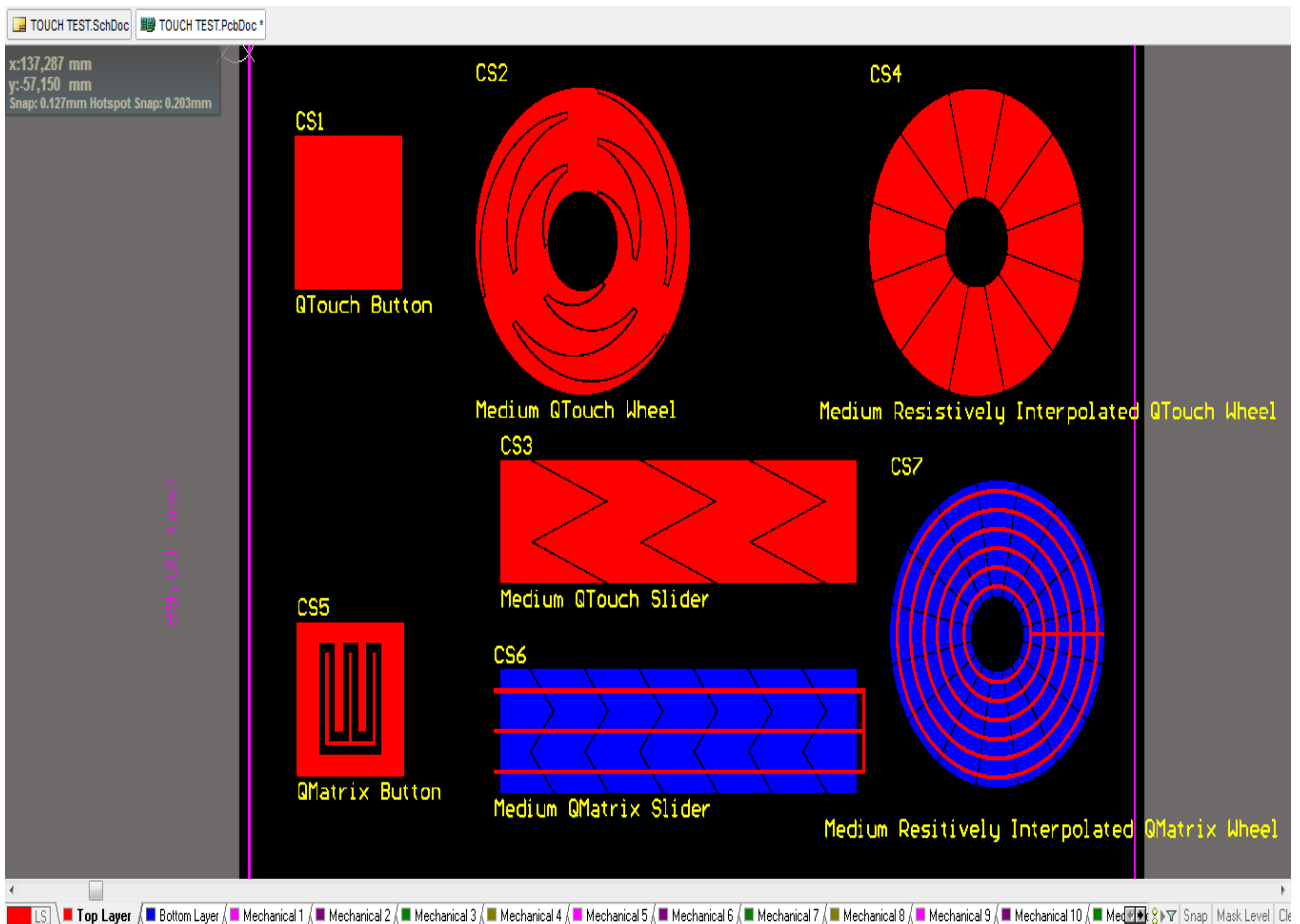 TOUCH TEST.SchDoc
TOUCH TEST.PcbDoc *
x:137,287 mm
y:-57,150 mm
Snap: 0.127mm Hotspot Snap: 0.203mm
CS1
QTouch Button
CS2
Medium QTouch Wheel
CS4
Medium Resistively Interpolated QTouch Wheel
CS3
Medium QTouch Slider
CS5
QMatrix Button
CS6
Medium QMatrix Slider
CS7
Medium Resitively Interpolated QMatrix Wheel
LS
Top Layer
Bottom Layer
Mechanical 1
Mechanical 2
Mechanical 3
Mechanical 4
Mechanical 5
Mechanical 6
Mechanical 7
Mechanical 8
Mechanical 9
Mechanical 10
Snap
Mask Level